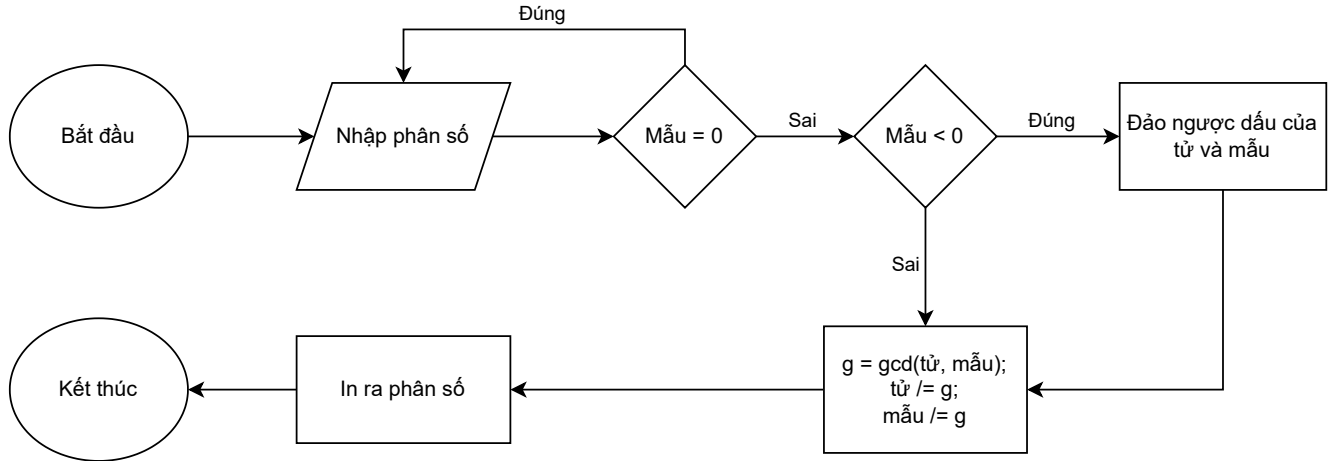 Đúng
Bắt đầu
Nhập phân số
Mẫu = 0
Sai
Mẫu < 0
Đúng
Đảo ngược dấu của
tử và mẫu
Sai
Kết thúc
In ra phân số
g = gcd(tử, mẫu);
tử /= g;
mẫu /= g